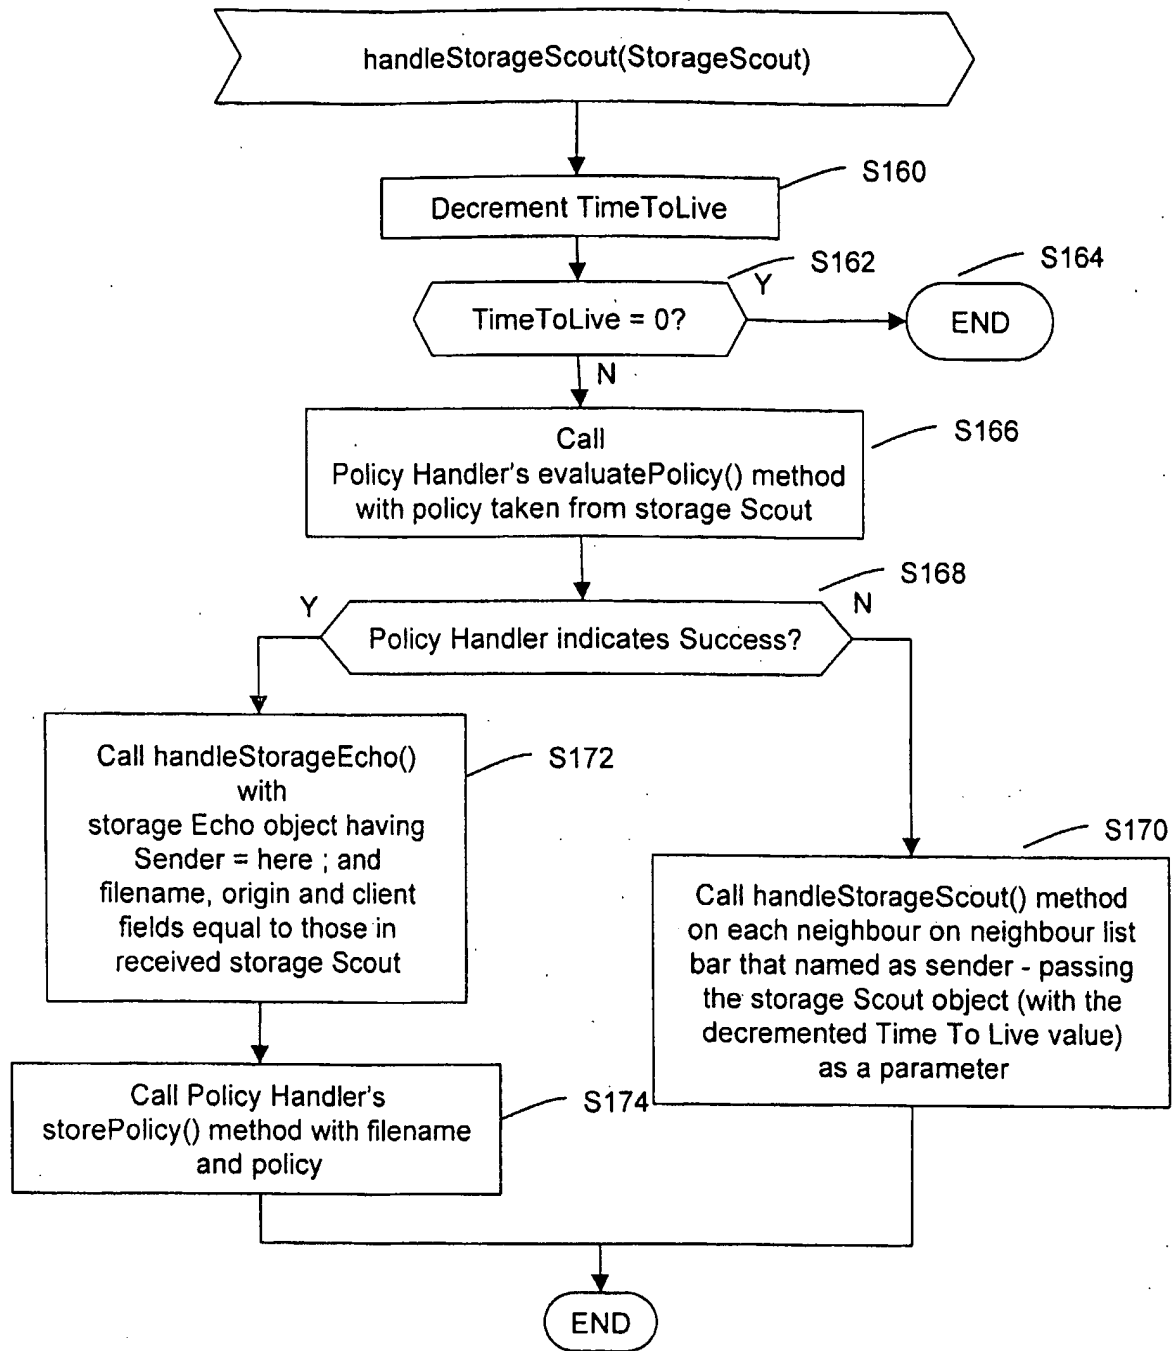 handleStorageScout(StorageScout)
S160
Decrement TimeToLive
S162
S164
Y
TimeToLive = 0?
END
N
Call
Policy Handler's evaluatePolicy() method
with policy taken from storage Scout
S166
S168
Y
N
Policy Handler indicates Success?
Call handleStorageEcho()
with
storage Echo object having
Sender = here ; and
filename, origin and client
fields equal to those in
received storage Scout
S172
S170
Call handleStorageScout() method
on each neighbour on neighbour list
bar that named as sender - passing
the storage Scout object (with the
decremented Time To Live value)
as a parameter
Call Policy Handler's
storePolicy() method with filename
and policy
S174
END